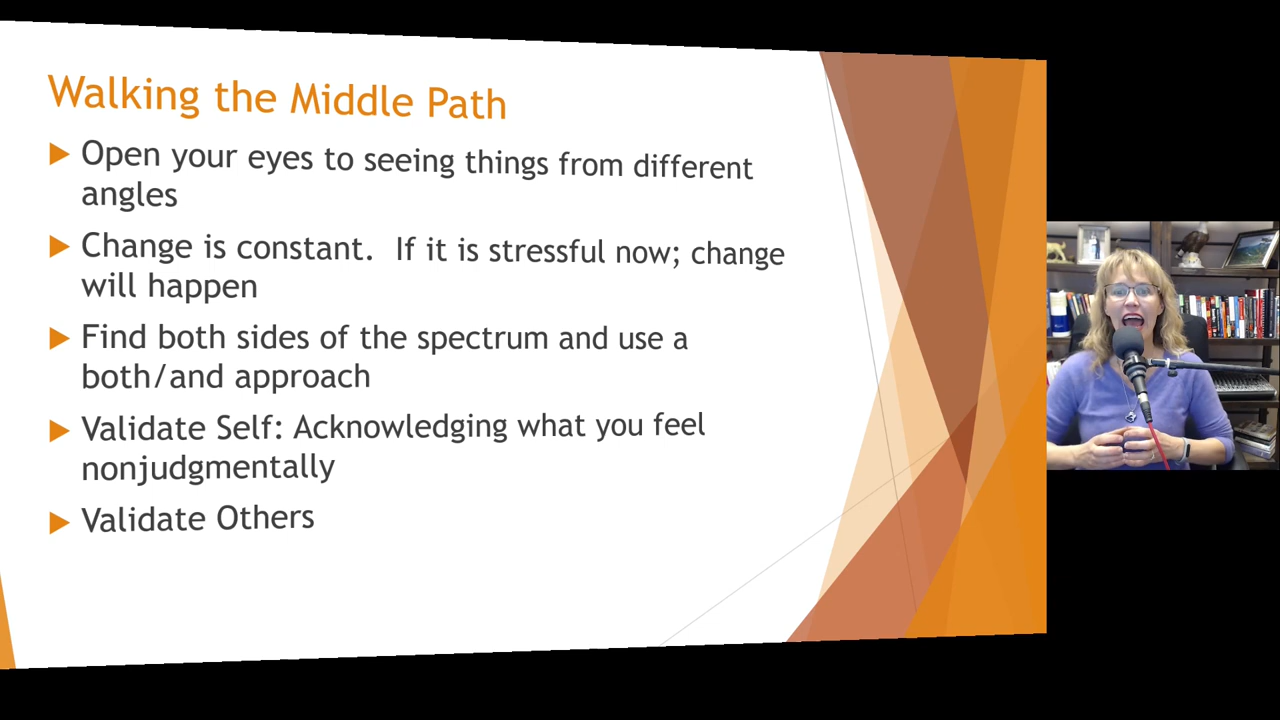 Walking the Middle Path
Open your eyes to seeing things from different
angles
Change is constant.  If it is stressful now; change
will happen
Find both sides of the spectrum and use a
both/and approach
Validate Self: Acknowledging what you feel
nonjudgmentally
Validate Others